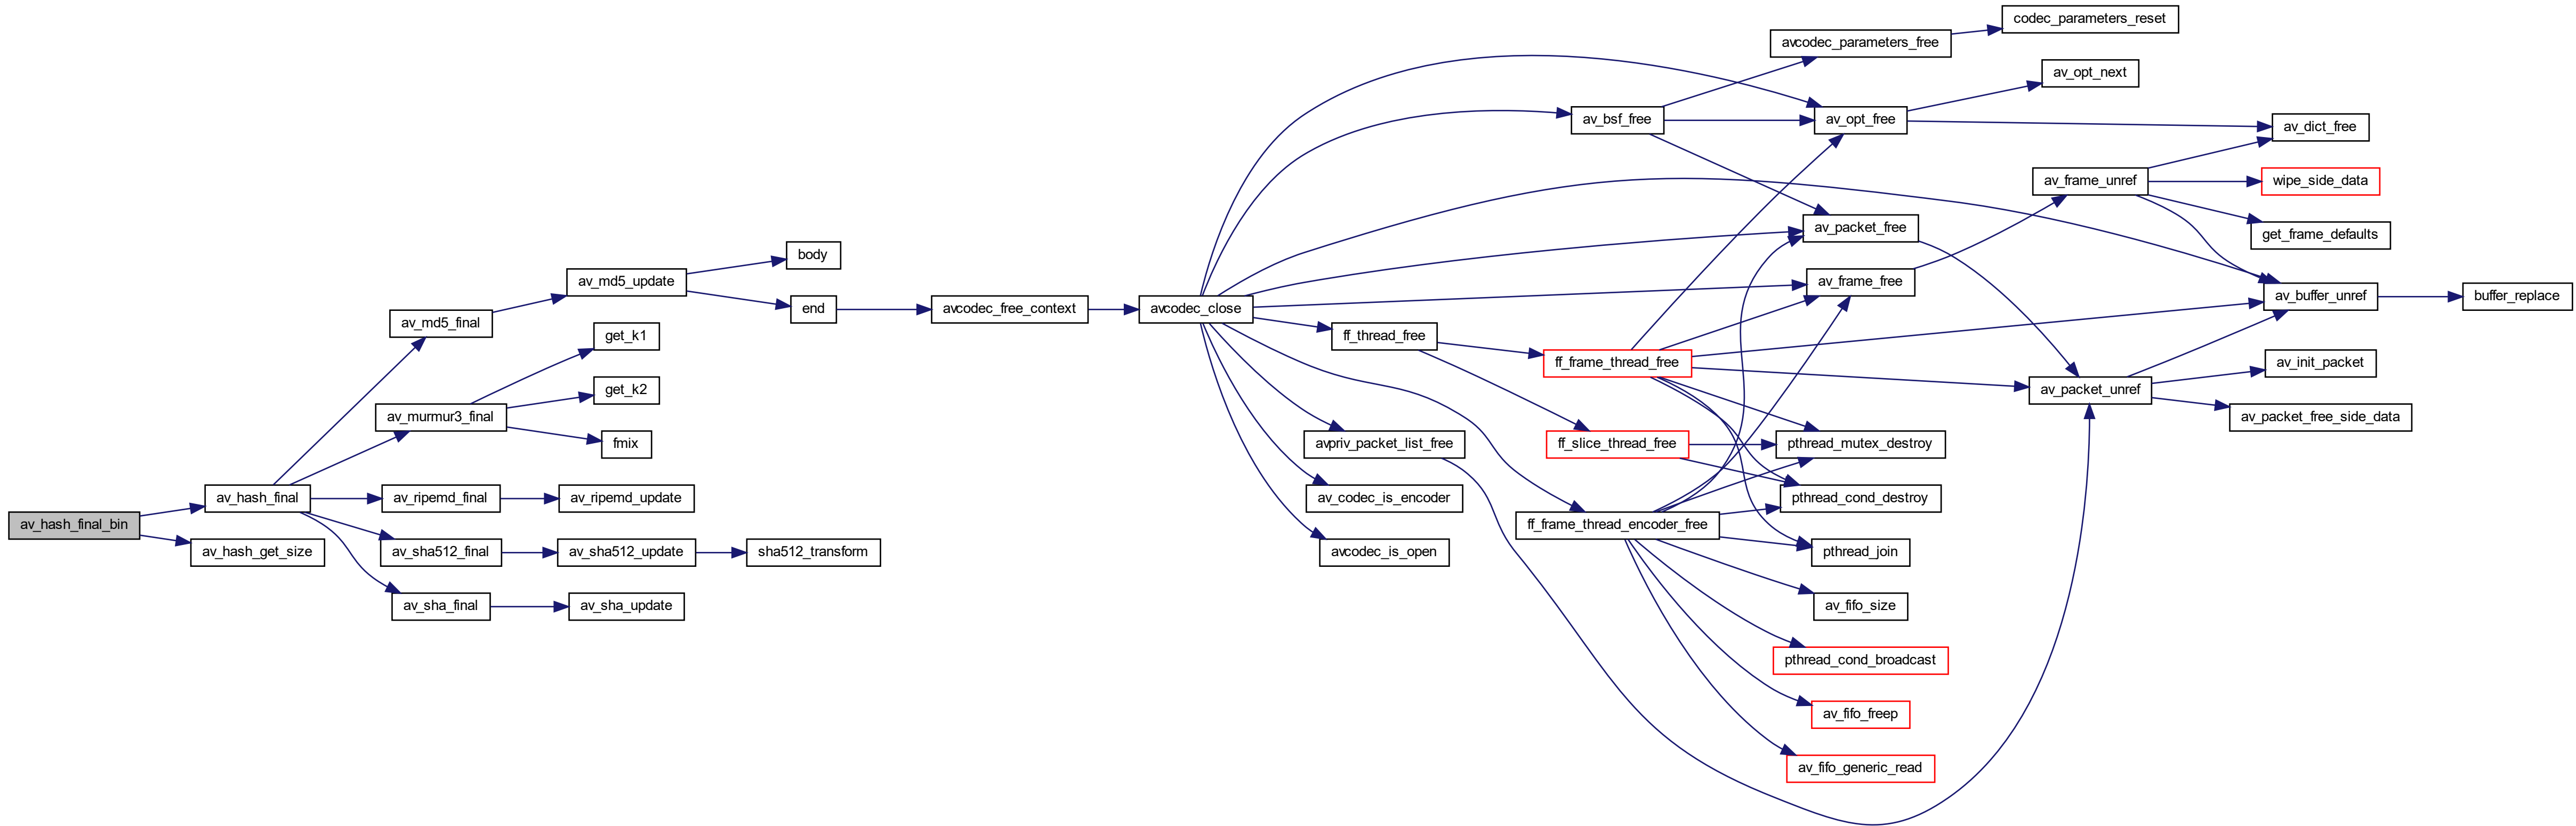 av_hash_final_bin
av_hash_final
av_hash_get_size
av_md5_final
av_murmur3_final
av_ripemd_final
av_sha512_final
av_sha_final
av_md5_update
get_k1
get_k2
fmix
av_ripemd_update
av_sha512_update
av_sha_update
body
end
sha512_transform
avcodec_free_context
avcodec_close
ff_thread_free
avpriv_packet_list_free
av_codec_is_encoder
avcodec_is_open
av_bsf_free
ff_frame_thread_free
ff_slice_thread_free
ff_frame_thread_encoder_free
avcodec_parameters_free
av_opt_free
av_packet_free
av_frame_free
pthread_mutex_destroy
pthread_cond_destroy
pthread_join
av_fifo_size
pthread_cond_broadcast
av_fifo_freep
av_fifo_generic_read
codec_parameters_reset
av_opt_next
av_frame_unref
av_packet_unref
av_dict_free
wipe_side_data
get_frame_defaults
av_buffer_unref
av_init_packet
av_packet_free_side_data
buffer_replace